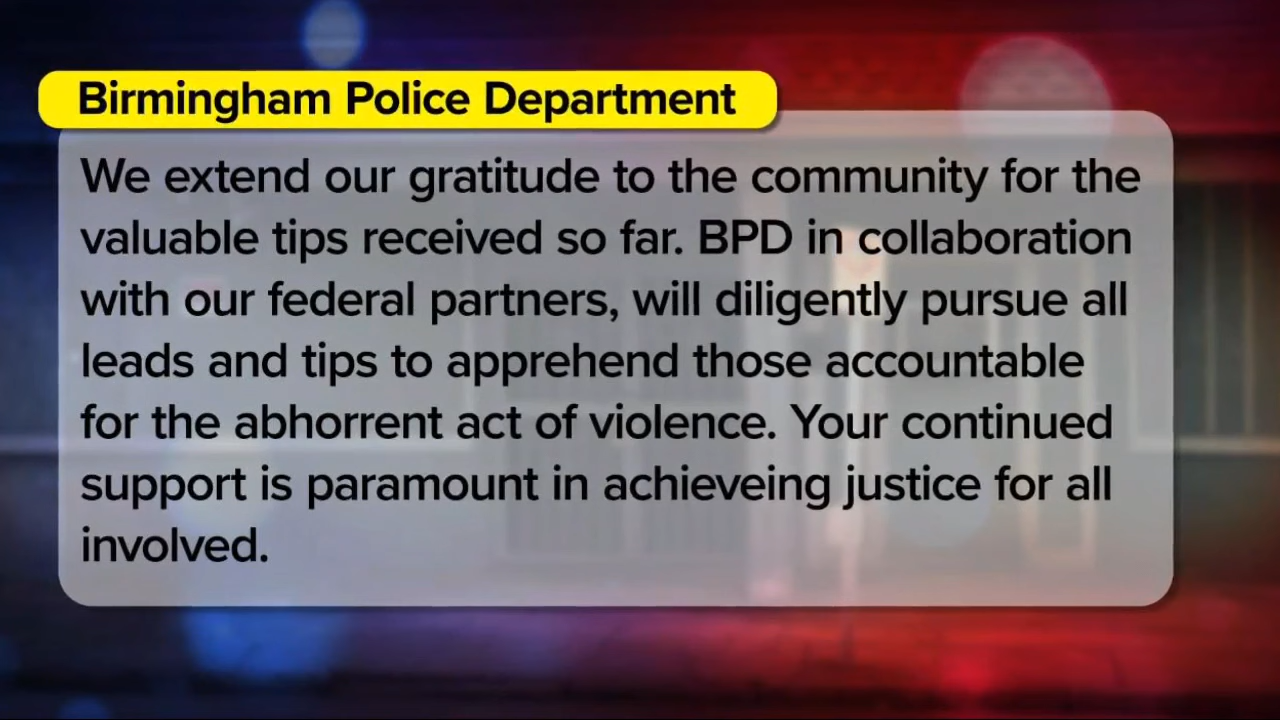 Birmingham Police Department
We extend our gratitude to the community for the
valuable tips received so far. BPD in collaboration
with our federal partners, will diligently pursue all
leads and tips to apprehend those accountable
for the abhorrent act of violence. Your continued
support is paramount in achieveing justice for all
involved.